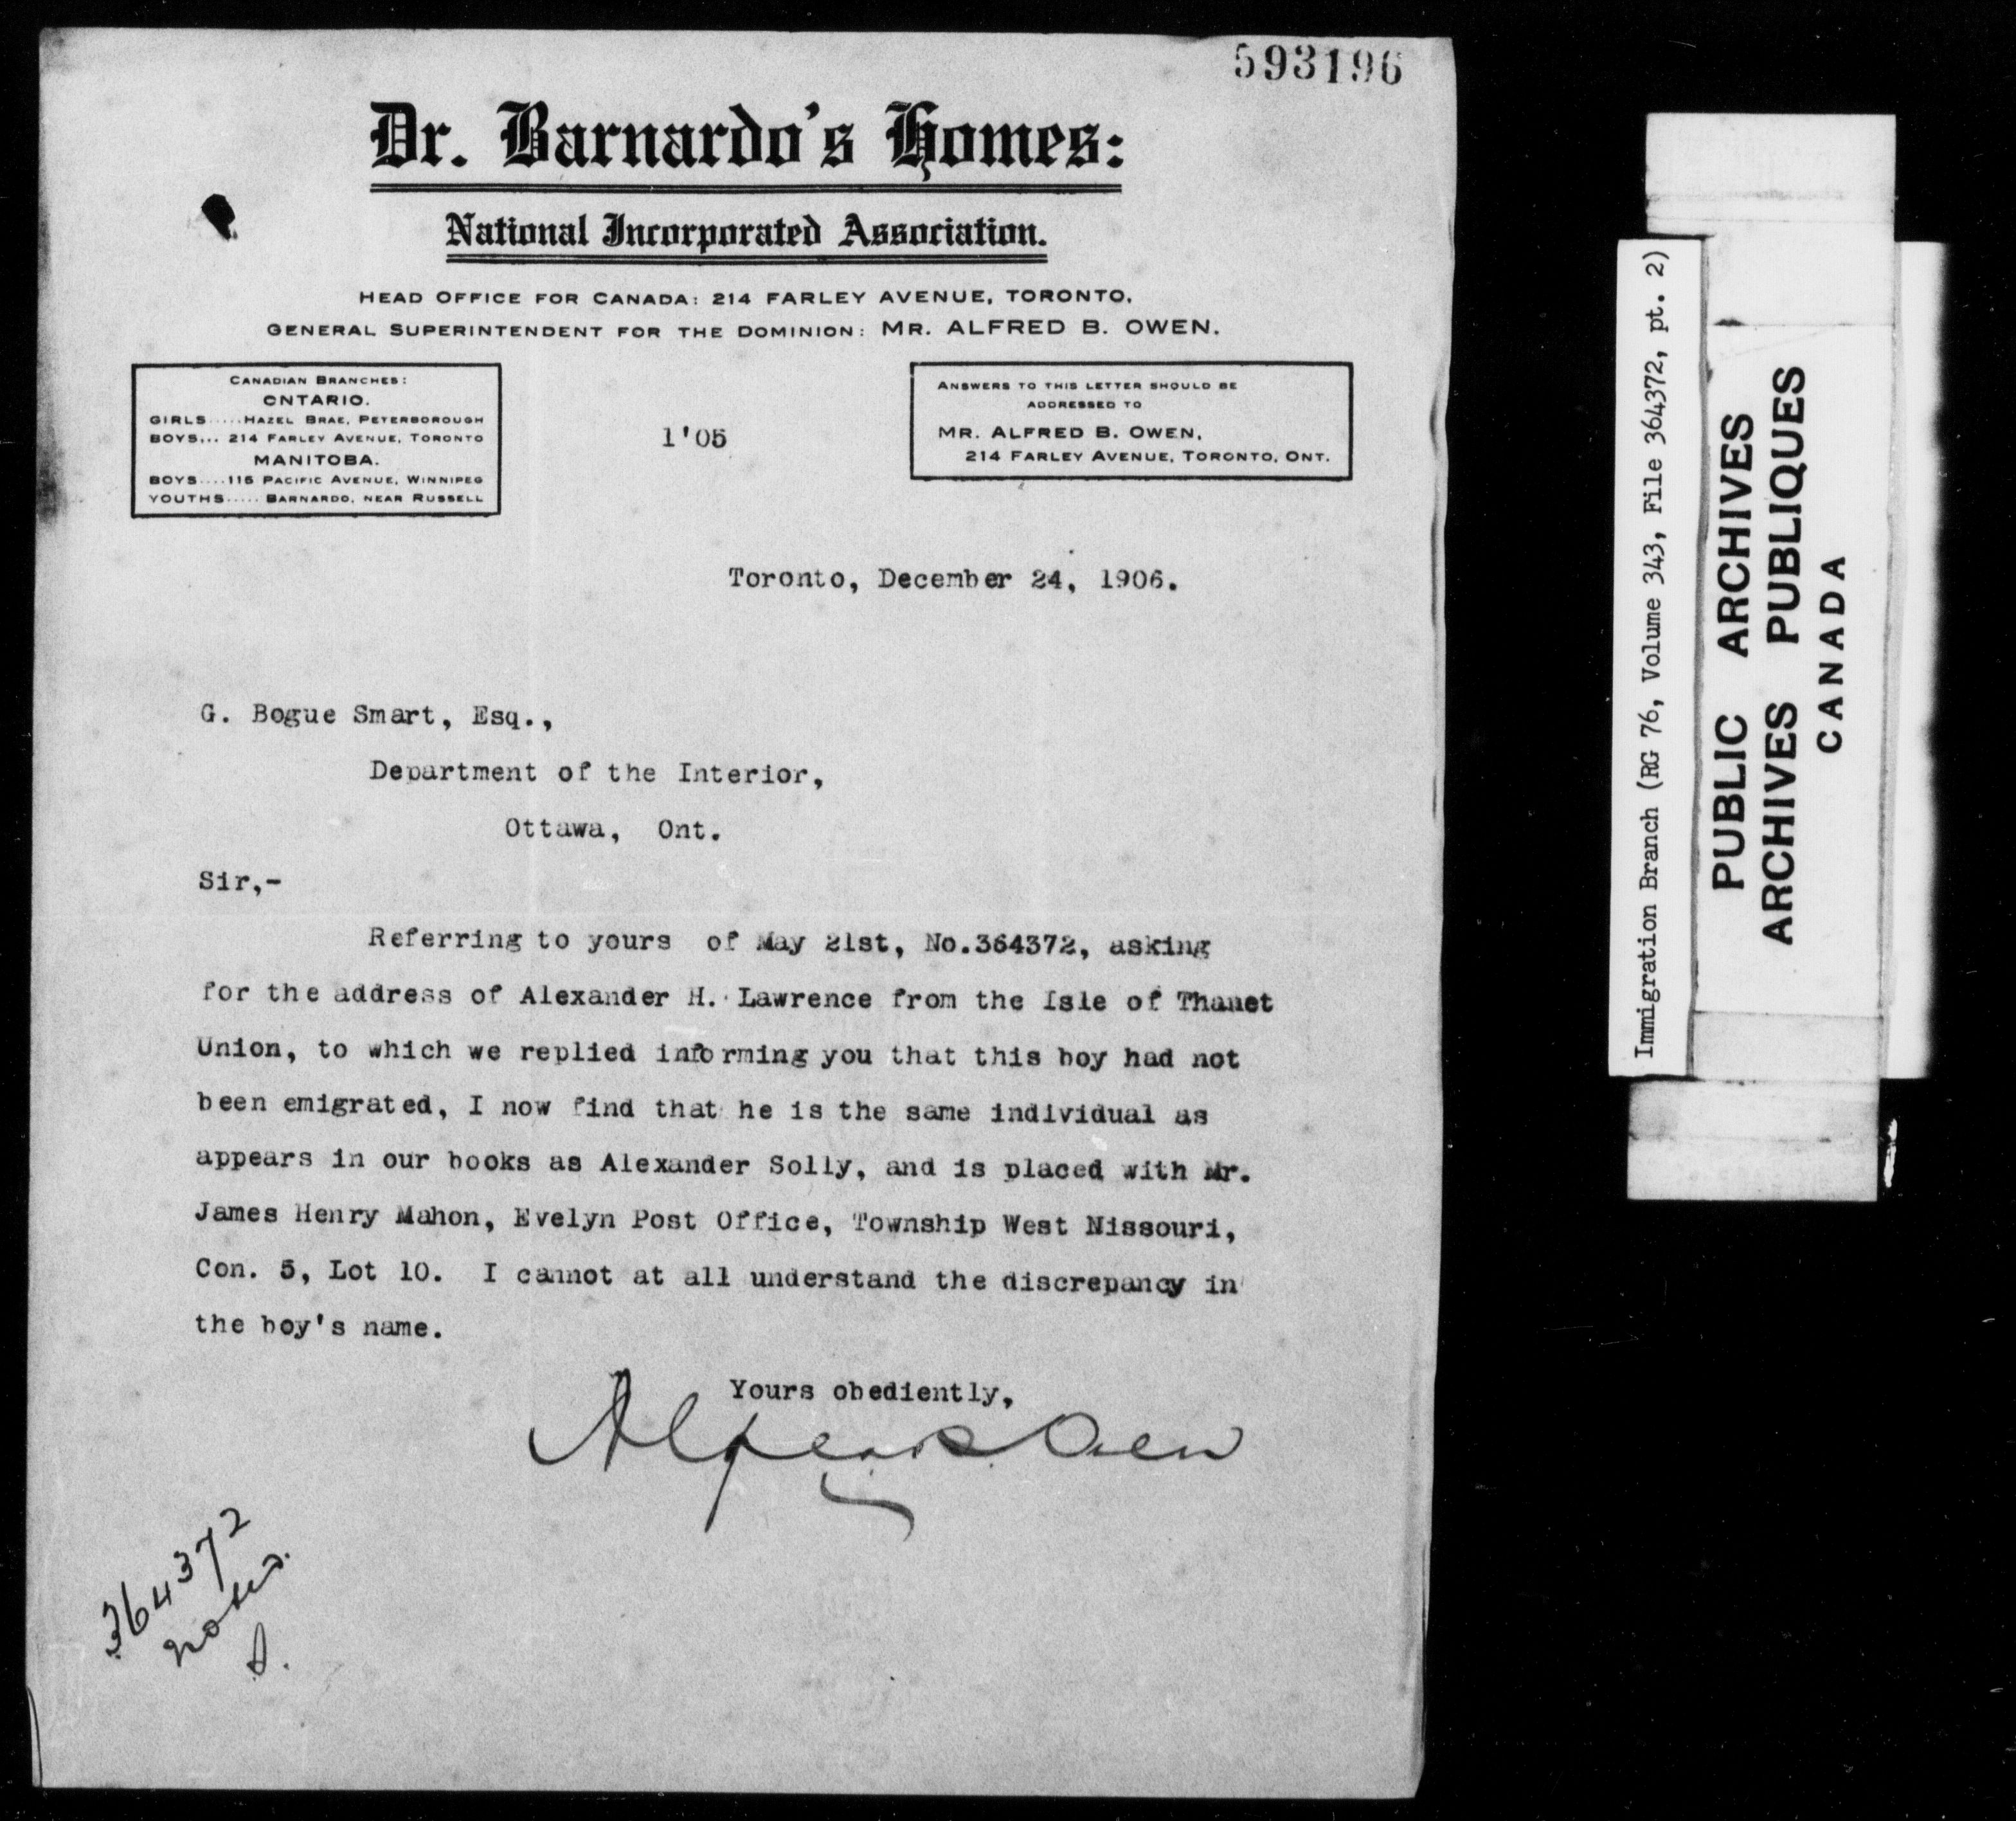 593196
Dr. Barnardo's Homes:
National Incorporated Association.
HEAD OFFICE FOR CANADA: 214 FARLEY AVENUE, TORONTO.
GENERAL SUPERINTENDENT FOR THE DOMINION: MR. ALFRED B. OWEN.
CANADIAN BRANCHES:
ONTARIO.
GIRLS.....HAZEL BRAE, PETERBOROUGH
BOYS... 214 FARLEY AVENUE, TORONTO
MANITOBA.
BOYS....115 PACIFIC AVENUE, WINNIPEG
YOUTHS..... BARNARDO, NEAR RUSSELL
1'05
ANSWERS TO THIS LETTER SHOULD BE
ADDRESSED TO
MR. ALFRED B. OWEN,
214 FARLEY AVENUE, TORONTO, ONT.
Toronto, December 24, 1906.
G. Bogue Smart, Esq.,
Department of the Interior,
Ottawa, Ont.
Sir,-
Referring to yours of May 21st, No.364372, asking
for the address of Alexander H. Lawrence from the Isle of Thanet
Union, to which we replied informing you that this boy had not
been emigrated, I now find that he is the same individual as
appears in our books as Alexander Solly, and is placed with Mr.
James Henry Mahon, Evelyn Post Office, Township West Nissouri,
Con. 5, Lot 10. I cannot at all understand the discrepancy in
the boy's name.
Yours obediently,
Alfred B. Owen
364372
noted.
S.
Immigration Branch (RG 76, Volume 343, File 364372, pt. 2)
PUBLIC ARCHIVES
ARCHIVES PUBLIQUES
CANADA